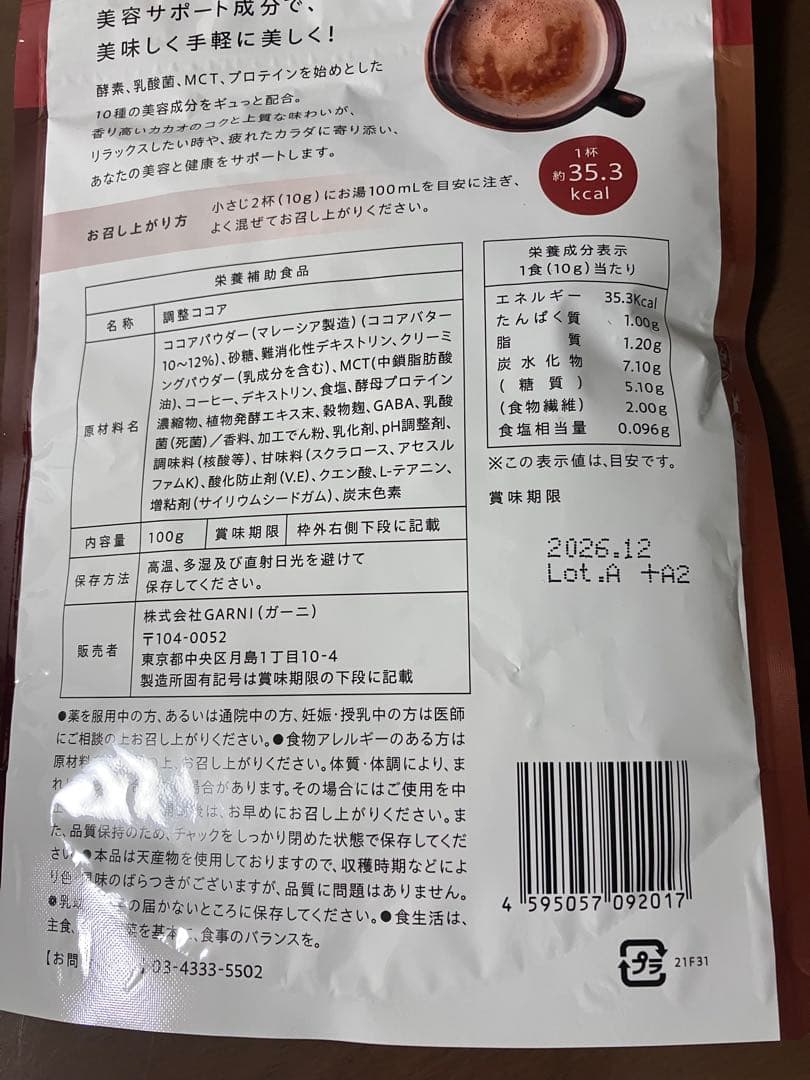 美容サポート成分で、
美味しく手軽に美しく!
酵素、乳酸菌、MCT、プロテインを始めとした
10種の美容成分をギュっと配合。
香り高いカカオのコクと上質な味わいが、
リラックスしたい時や、疲れたカラダに寄り添い、
あなたの美容と健康をサポートします。
1杯
約35.3
kcal
お召し上がり方
小さじ2杯(10g)にお湯100mLを目安に注ぎ、
よく混ぜてお召し上がりください。
栄養補助食品
名称 調整ココア
原材料名
ココアパウダー(マレーシア製造)(ココアバター
10~12%)、砂糖、難消化性デキストリン、クリーミ
ングパウダー(乳成分を含む)、MCT(中鎖脂肪酸
油)、コーヒー、デキストリン、食塩、酵母プロテイン
濃縮物、植物発酵エキス末、穀物麹、GABA、乳酸
菌(死菌)/香料、加工でん粉、乳化剤、pH調整剤、
調味料(核酸等)、甘味料(スクラロース、アセスル
ファムK)、酸化防止剤(V.E)、クエン酸、L-テアニン、
増粘剤(サイリウムシードガム)、炭末色素
内容量 100g 賞味期限 枠外右側下段に記載
保存方法
高温、多湿及び直射日光を避けて
保存してください。
販売者
株式会社GARNI(ガーニ)
〒104-0052
東京都中央区月島1丁目10-4
製造所固有記号は賞味期限の下段に記載
栄養成分表示
1食(10g)当たり
エネルギー 35.3Kcal
たんぱく質 1.00g
脂質 1.20g
炭水化物 7.10g
(糖質) 5.10g
(食物繊維) 2.00g
食塩相当量 0.096g
※この表示値は、目安です。
賞味期限
2026.12
Lot.A +A2
●薬を服用中の方、あるいは通院中の方、妊娠・授乳中の方は医師
にご相談の上お召し上がりください。●食物アレルギーのある方は
原材料 上、お召し上がりください。体質・体調により、ま
れ 場合があります。その場合にはご使用を中
後は、お早めにお召し上がりください。ま
た、品質保持のため、チャックをしっかり閉めた状態で保存してくだ
さい。●本品は天産物を使用しておりますので、収穫時期などによ
り色・風味のばらつきがございますが、品質に問題はありません。
●乳 の届かないところに保存してください。●食生活は、
主食、 菜を基本に、食事のバランスを。
【お問 03-4333-5502
4 595057 092017
プラ
21F31